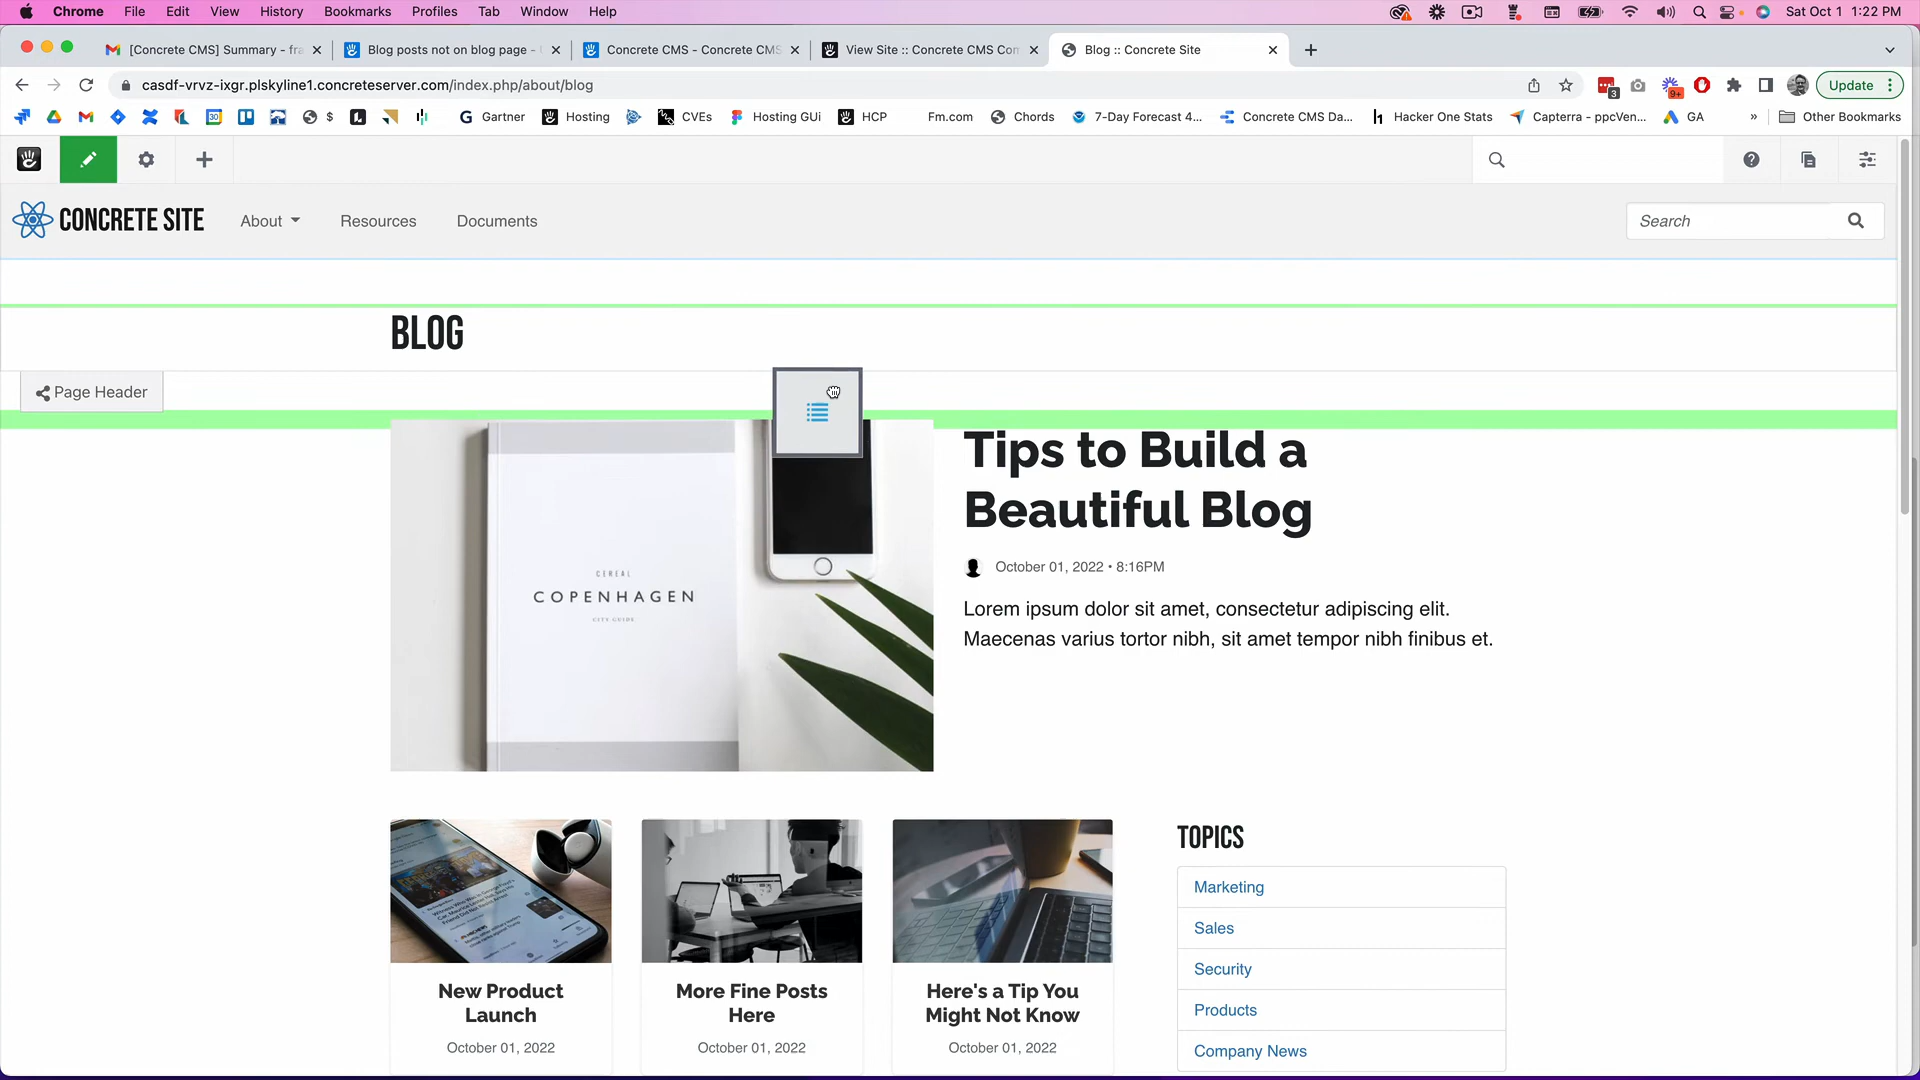 Chrome File Edit View History Bookmarks Profiles Tab Window Help Sat Oct 1 1:22 PM
[Concrete CMS] Summary - fra
Blog posts not on blog page -
Concrete CMS - Concrete CMS
View Site :: Concrete CMS Con
Blog :: Concrete Site
casdf-vrvz-ixgr.plskyline1.concreteserver.com/index.php/about/blog
3
9+
Update
$ Gartner Hosting CVEs Hosting GUi HCP Fm.com Chords 7-Day Forecast 4... Concrete CMS Da... Hacker One Stats Capterra - ppcVen... GA » Other Bookmarks
CONCRETE SITE About Resources Documents Search
BLOG
Page Header
CEREAL
COPENHAGEN
CITY GUIDE
Tips to Build a
Beautiful Blog
October 01, 2022 • 8:16PM
Lorem ipsum dolor sit amet, consectetur adipiscing elit.
Maecenas varius tortor nibh, sit amet tempor nibh finibus et.
New Product
Launch
October 01, 2022
More Fine Posts
Here
October 01, 2022
Here's a Tip You
Might Not Know
October 01, 2022
TOPICS
Marketing
Sales
Security
Products
Company News